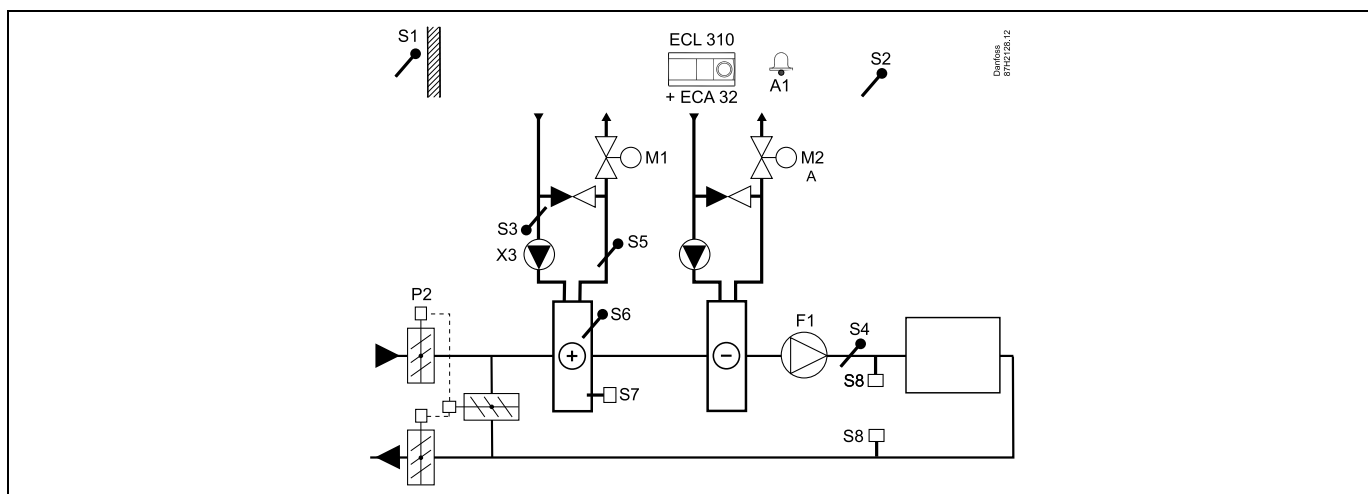 S1
ECL 310
+ ECA 32
A1
S2
Danfoss
87H2128.12
M1
M2
A
S3
X3
S5
P2
S6
F1
S4
+
−
S7
S8
S8